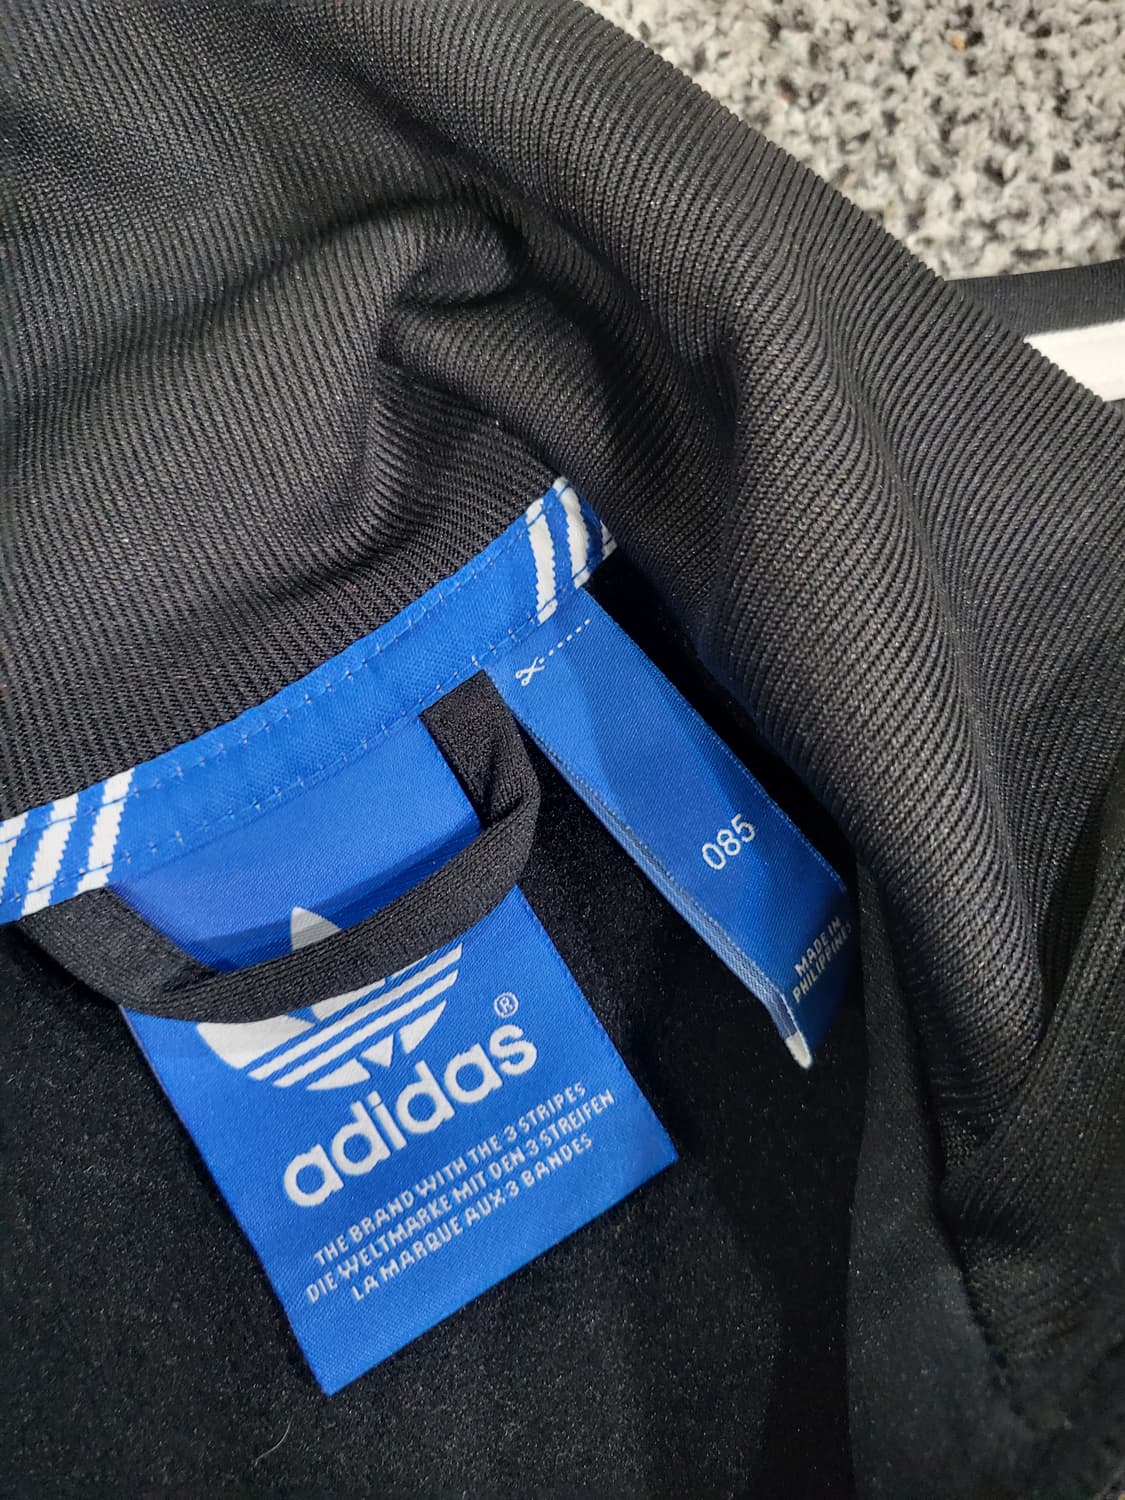 085
MADE IN
PHILIPPINES
®
adidas
THE BRAND WITH THE 3 STRIPES
DIE WELTMARKE MIT DEN 3 STREIFEN
LA MARQUE AUX 3 BANDES